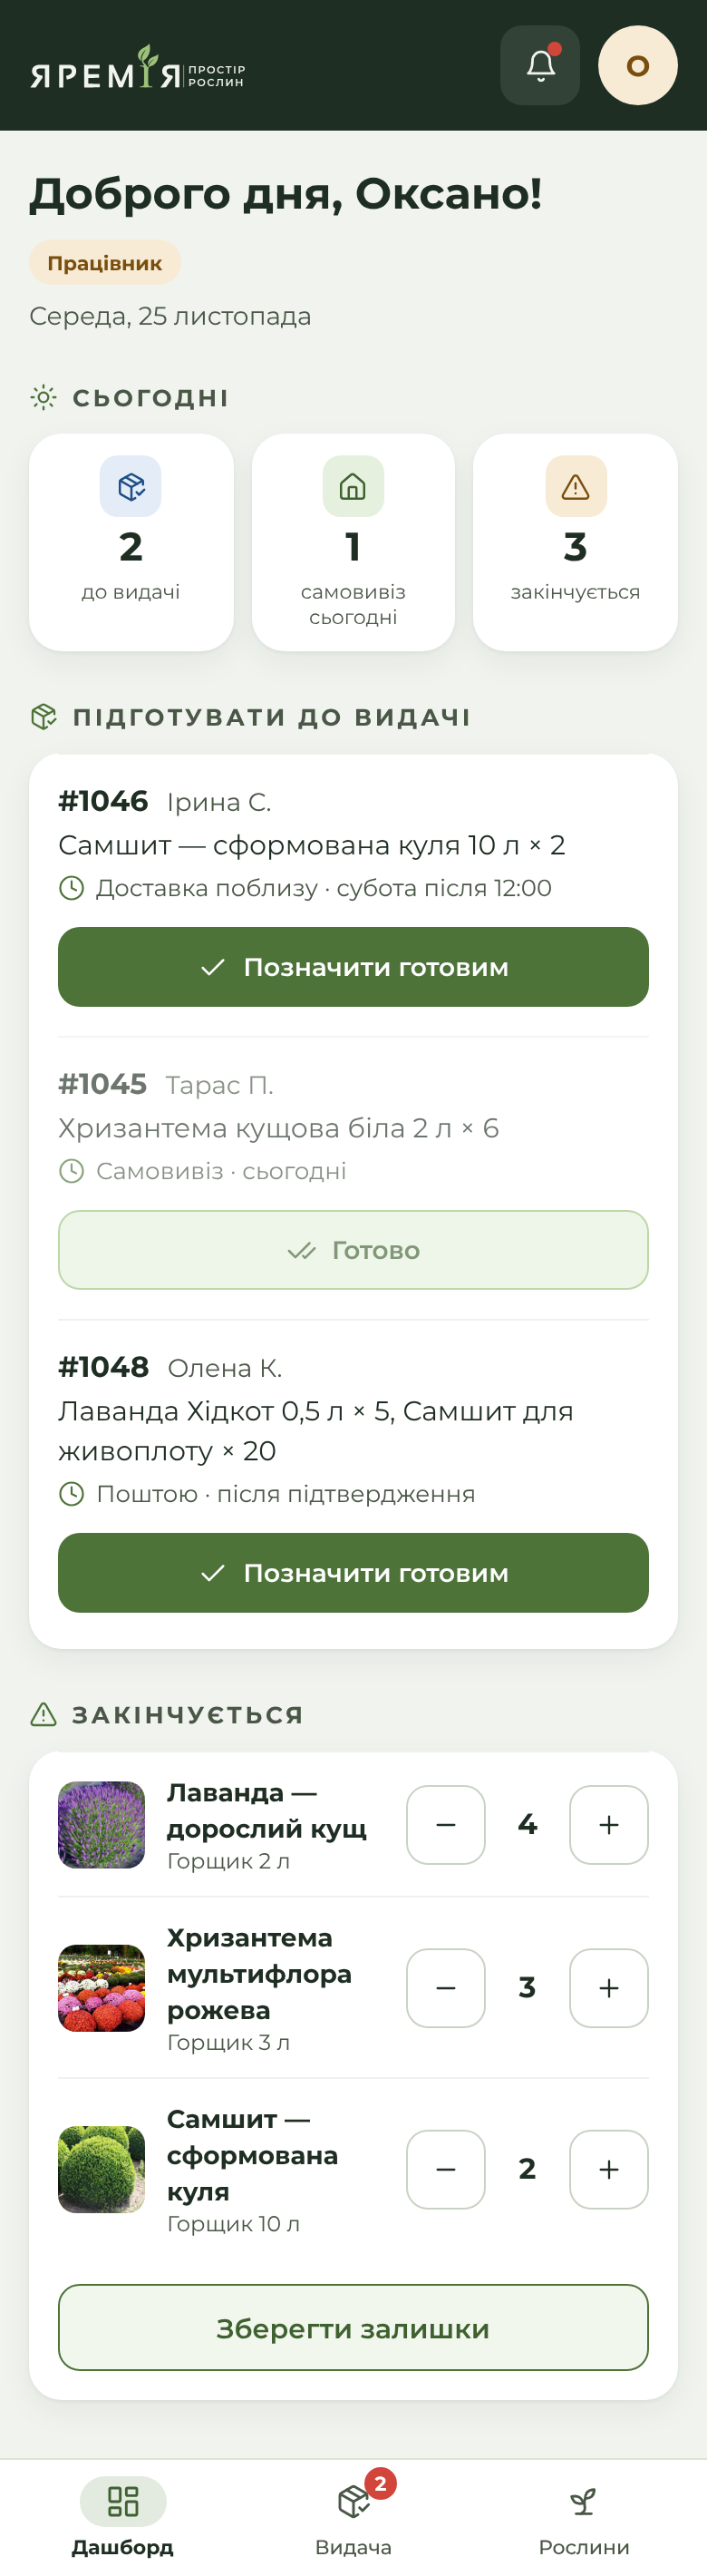 ЯРЕМІЯ ПРОСТІР
РОСЛИН
О
Доброго дня, Оксано!
Працівник
Середа, 25 листопада
СЬОГОДНІ
2
до видачі
1
самовивіз
сьогодні
3
закінчується
ПІДГОТУВАТИ ДО ВИДАЧІ
#1046 Ірина С.
Самшит — сформована куля 10 л × 2
Доставка поблизу · субота після 12:00
Позначити готовим
#1045 Тарас П.
Хризантема кущова біла 2 л × 6
Самовивіз · сьогодні
Готово
#1048 Олена К.
Лаванда Хідкот 0,5 л × 5, Самшит для
живоплоту × 20
Поштою · після підтвердження
Позначити готовим
ЗАКІНЧУЄТЬСЯ
Лаванда —
дорослий кущ
Горщик 2 л
− 4 +
Хризантема
мультифлора
рожева
Горщик 3 л
− 3 +
Самшит —
сформована
куля
Горщик 10 л
− 2 +
Зберегти залишки
2
Дашборд Видача Рослини